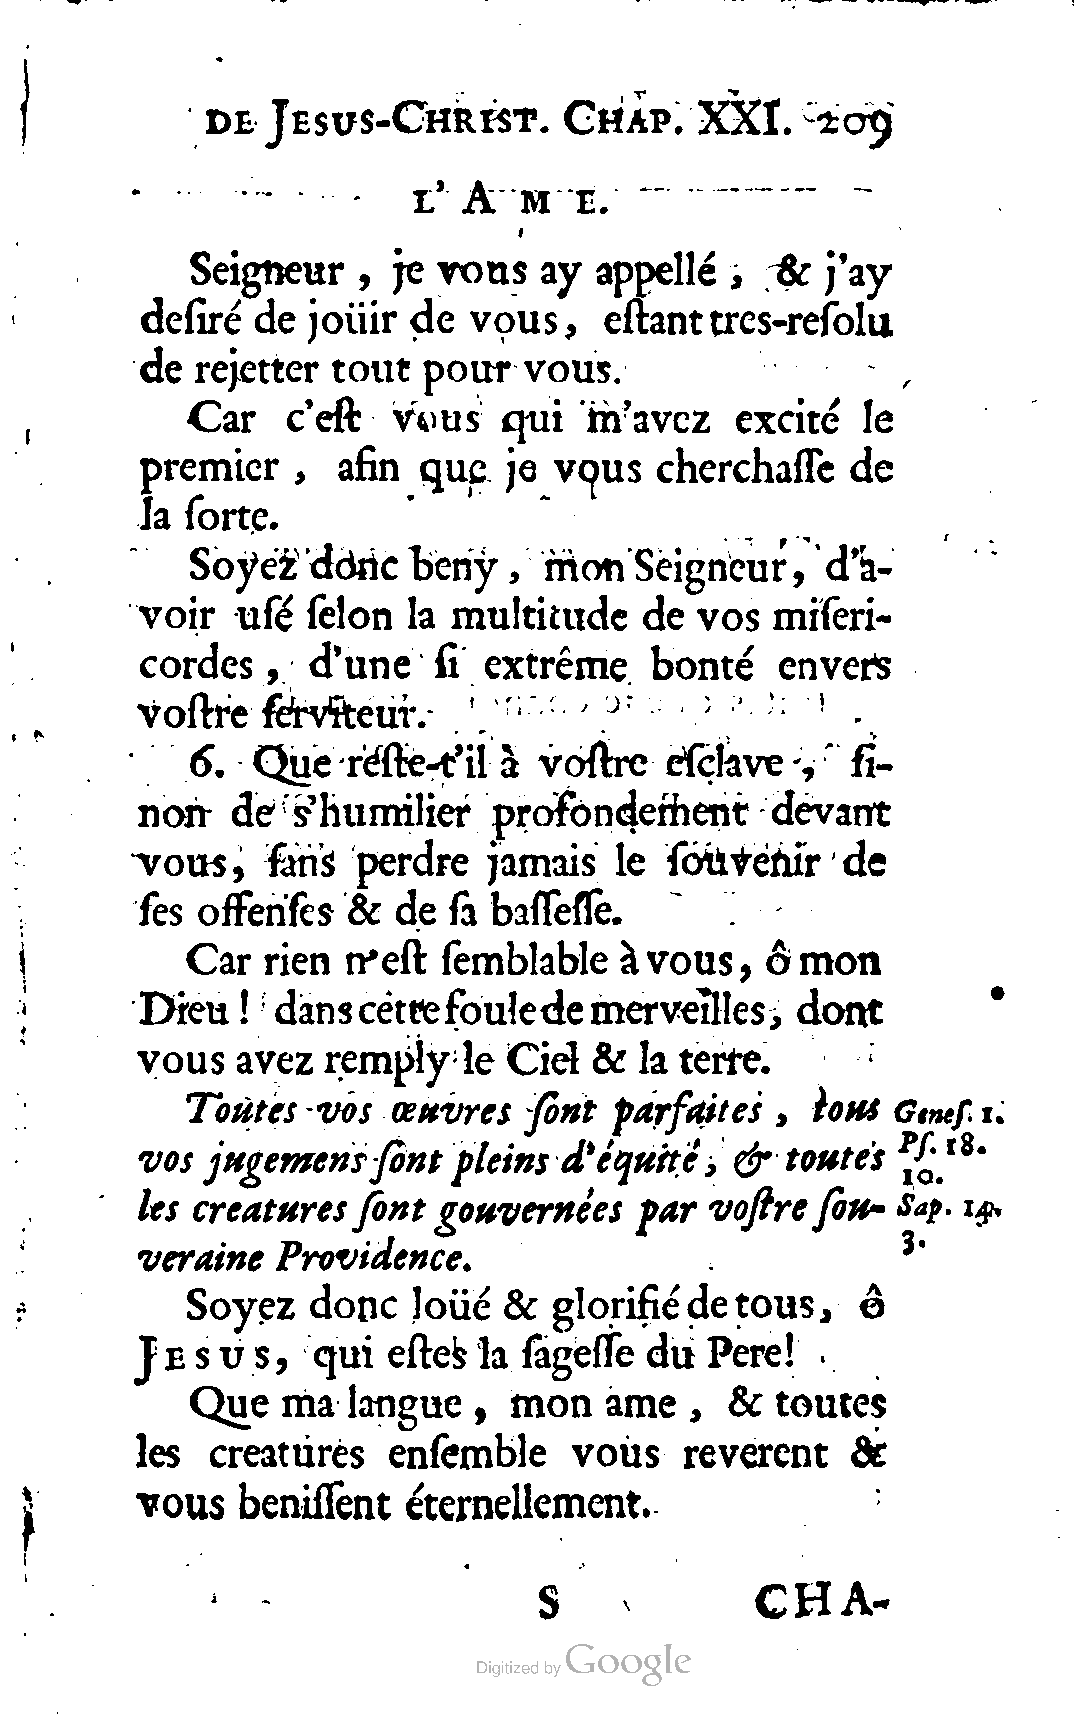 DE JESUS-CHRIST. CHAP. XXI. 209
L' A M E.
Seigneur , je vous ay appellé , & j'ay
deſiré de joüir de vous, eſtant tres-reſolu
de rejetter tout pour vous.
Car c'eſt vous qui m'avez excité le
premier , afin que je vous cherchaſſe de
la ſorte.
Soyez donc beny , mon Seigneur, d'a-
voir uſé ſelon la multitude de vos miſeri-
cordes , d'une ſi extrême bonté envers
voſtre ſerviteur.
6. Que reſte-t'il à voſtre eſclave , ſi-
non de s'humilier profondement devant
vous, ſans perdre jamais le ſouvenir de
ſes offenſes & de ſa baſſeſſe.
Car rien n'eſt ſemblable à vous, ô mon
Dieu ! dans cette foule de merveilles, dont
vous avez remply le Ciel & la terre.
Toutes vos œuvres ſont parfaites , tous Geneſ. 1.
vos jugemens ſont pleins d'équité, & toutes Pſ. 18.
10.
les creatures ſont gouvernées par voſtre ſou- Sap. 14.
veraine Providence. 3.
Soyez donc loüé & glorifié de tous, ô
JESUS, qui eſtes la ſageſſe du Pere!
Que ma langue , mon ame , & toutes
les creatures enſemble vous reverent &
vous beniſſent éternellement.
S CHA-
Digitized by Google